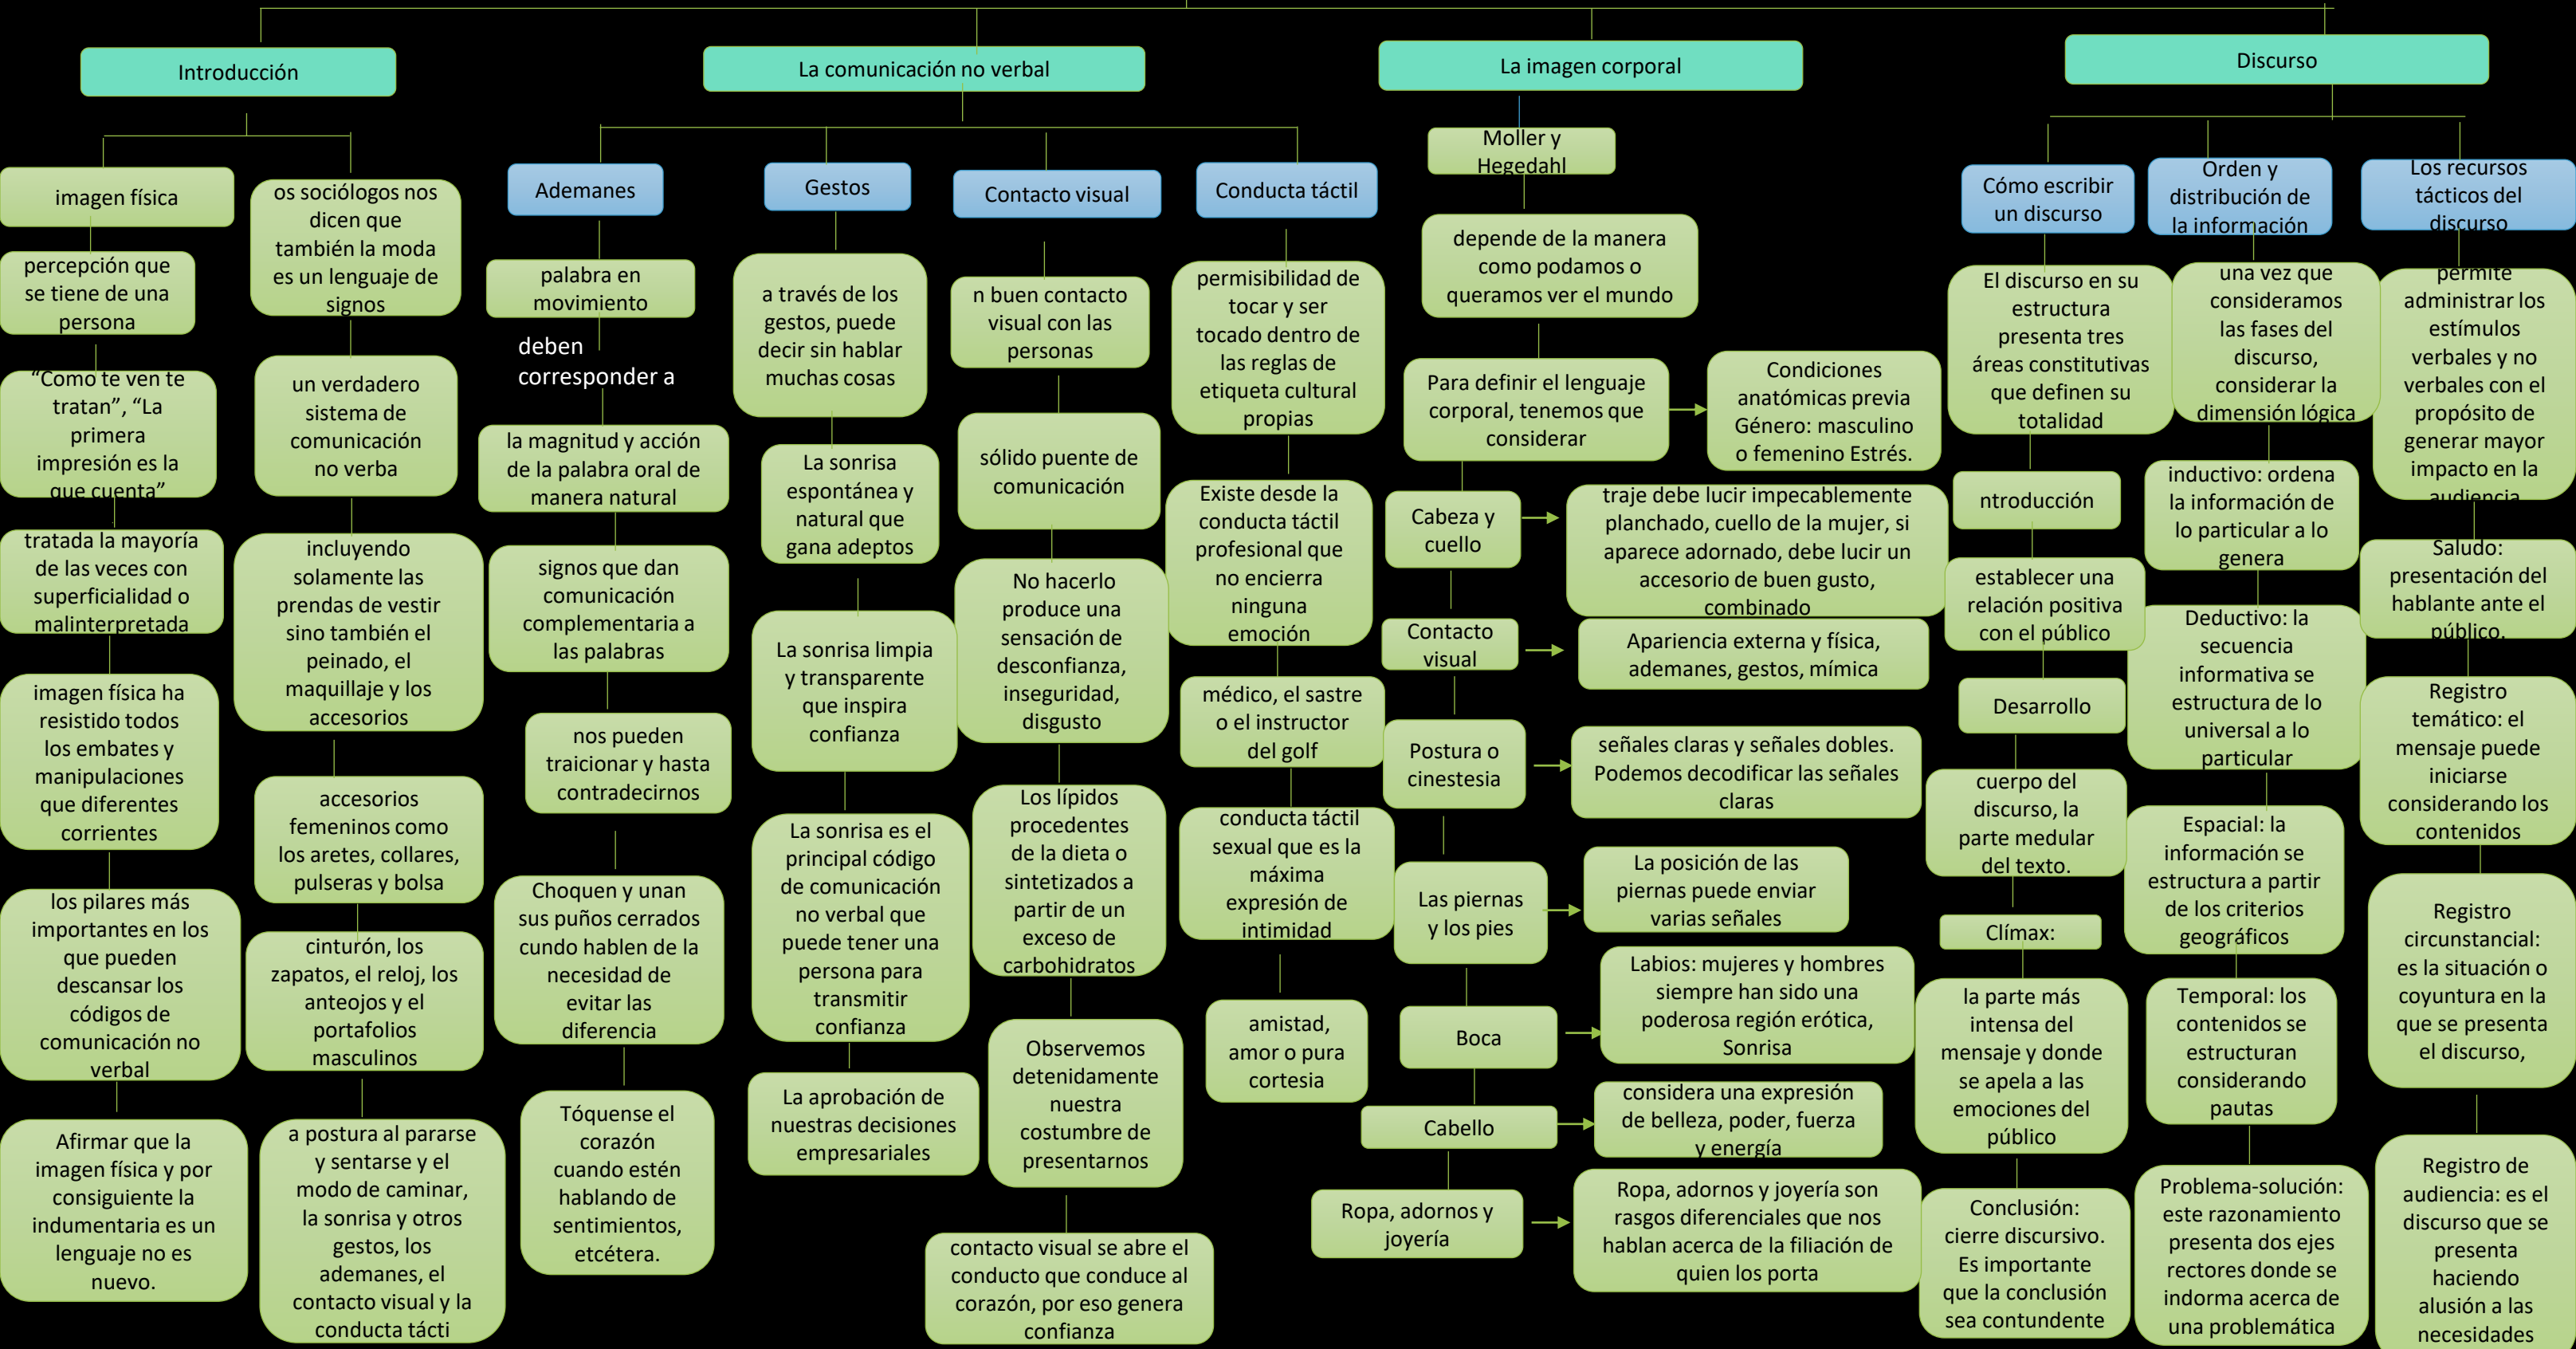 Introducción
imagen física
percepción que
se tiene de una
persona
“Como te ven te
tratan”, “La
primera
impresión es la
que cuenta”
tratada la mayoría
de las veces con
superficialidad o
malinterpretada
imagen física ha
resistido todos
los embates y
manipulaciones
que diferentes
corrientes
los pilares más
importantes en los
que pueden
descansar los
códigos de
comunicación no
verbal
Afirmar que la
imagen física y por
consiguiente la
indumentaria es un
lenguaje no es
nuevo.
os sociólogos nos
dicen que
también la moda
es un lenguaje de
signos
un verdadero
sistema de
comunicación
no verba
incluyendo
solamente las
prendas de vestir
sino también el
peinado, el
maquillaje y los
accesorios
accesorios
femeninos como
los aretes, collares,
pulseras y bolsa
cinturón, los
zapatos, el reloj, los
anteojos y el
portafolios
masculinos
a postura al pararse
y sentarse y el
modo de caminar,
la sonrisa y otros
gestos, los
ademanes, el
contacto visual y la
conducta tácti
La comunicación no verbal
Ademanes
palabra en
movimiento
deben
corresponder a
la magnitud y acción
de la palabra oral de
manera natural
signos que dan
comunicación
complementaria a
las palabras
nos pueden
traicionar y hasta
contradecirnos
Choquen y unan
sus puños cerrados
cundo hablen de la
necesidad de
evitar las
diferencia
Tóquense el
corazón
cuando estén
hablando de
sentimientos,
etcétera.
Gestos
a través de los
gestos, puede
decir sin hablar
muchas cosas
La sonrisa
espontánea y
natural que
gana adeptos
La sonrisa limpia
y transparente
que inspira
confianza
La sonrisa es el
principal código
de comunicación
no verbal que
puede tener una
persona para
transmitir
confianza
La aprobación de
nuestras decisiones
empresariales
Contacto visual
n buen contacto
visual con las
personas
sólido puente de
comunicación
No hacerlo
produce una
sensación de
desconfianza,
inseguridad,
disgusto
Los lípidos
procedentes
de la dieta o
sintetizados a
partir de un
exceso de
carbohidratos
Observemos
detenidamente
nuestra
costumbre de
presentarnos
contacto visual se abre el
conducto que conduce al
corazón, por eso genera
confianza
Conducta táctil
permisibilidad de
tocar y ser
tocado dentro de
las reglas de
etiqueta cultural
propias
Existe desde la
conducta táctil
profesional que
no encierra
ninguna
emoción
médico, el sastre
o el instructor
del golf
conducta táctil
sexual que es la
máxima
expresión de
intimidad
amistad,
amor o pura
cortesia
La imagen corporal
Moller y
Hegedahl
depende de la manera
como podamos o
queramos ver el mundo
Para definir el lenguaje
corporal, tenemos que
considerar
Condiciones
anatómicas previa
Género: masculino
o femenino Estrés.
Cabeza y
cuello
traje debe lucir impecablemente
planchado, cuello de la mujer, si
aparece adornado, debe lucir un
accesorio de buen gusto,
combinado
Contacto
visual
Apariencia externa y física,
ademanes, gestos, mímica
Postura o
cinestesia
señales claras y señales dobles.
Podemos decodificar las señales
claras
Las piernas
y los pies
La posición de las
piernas puede enviar
varias señales
Boca
Labios: mujeres y hombres
siempre han sido una
poderosa región erótica,
Sonrisa
Cabello
considera una expresión
de belleza, poder, fuerza
y energía
Ropa, adornos y
joyería
Ropa, adornos y joyería son
rasgos diferenciales que nos
hablan acerca de la filiación de
quien los porta
Discurso
Cómo escribir
un discurso
El discurso en su
estructura
presenta tres
áreas constitutivas
que definen su
totalidad
ntroducción
establecer una
relación positiva
con el público
Desarrollo
cuerpo del
discurso, la
parte medular
del texto.
Clímax:
la parte más
intensa del
mensaje y donde
se apela a las
emociones del
público
Conclusión:
cierre discursivo.
Es importante
que la conclusión
sea contundente
Orden y
distribución de
la información
una vez que
consideramos
las fases del
discurso,
considerar la
dimensión lógica
inductivo: ordena
la información de
lo particular a lo
genera
Deductivo: la
secuencia
informativa se
estructura de lo
universal a lo
particular
Espacial: la
información se
estructura a partir
de los criterios
geográficos
Temporal: los
contenidos se
estructuran
considerando
pautas
Problema-solución:
este razonamiento
presenta dos ejes
rectores donde se
indorma acerca de
una problemática
Los recursos
tácticos del
discurso
permite
administrar los
estímulos
verbales y no
verbales con el
propósito de
generar mayor
impacto en la
audiencia
Saludo:
presentación del
hablante ante el
público.
Registro
temático: el
mensaje puede
iniciarse
considerando los
contenidos
Registro
circunstancial:
es la situación o
coyuntura en la
que se presenta
el discurso,
Registro de
audiencia: es el
discurso que se
presenta
haciendo
alusión a las
necesidades